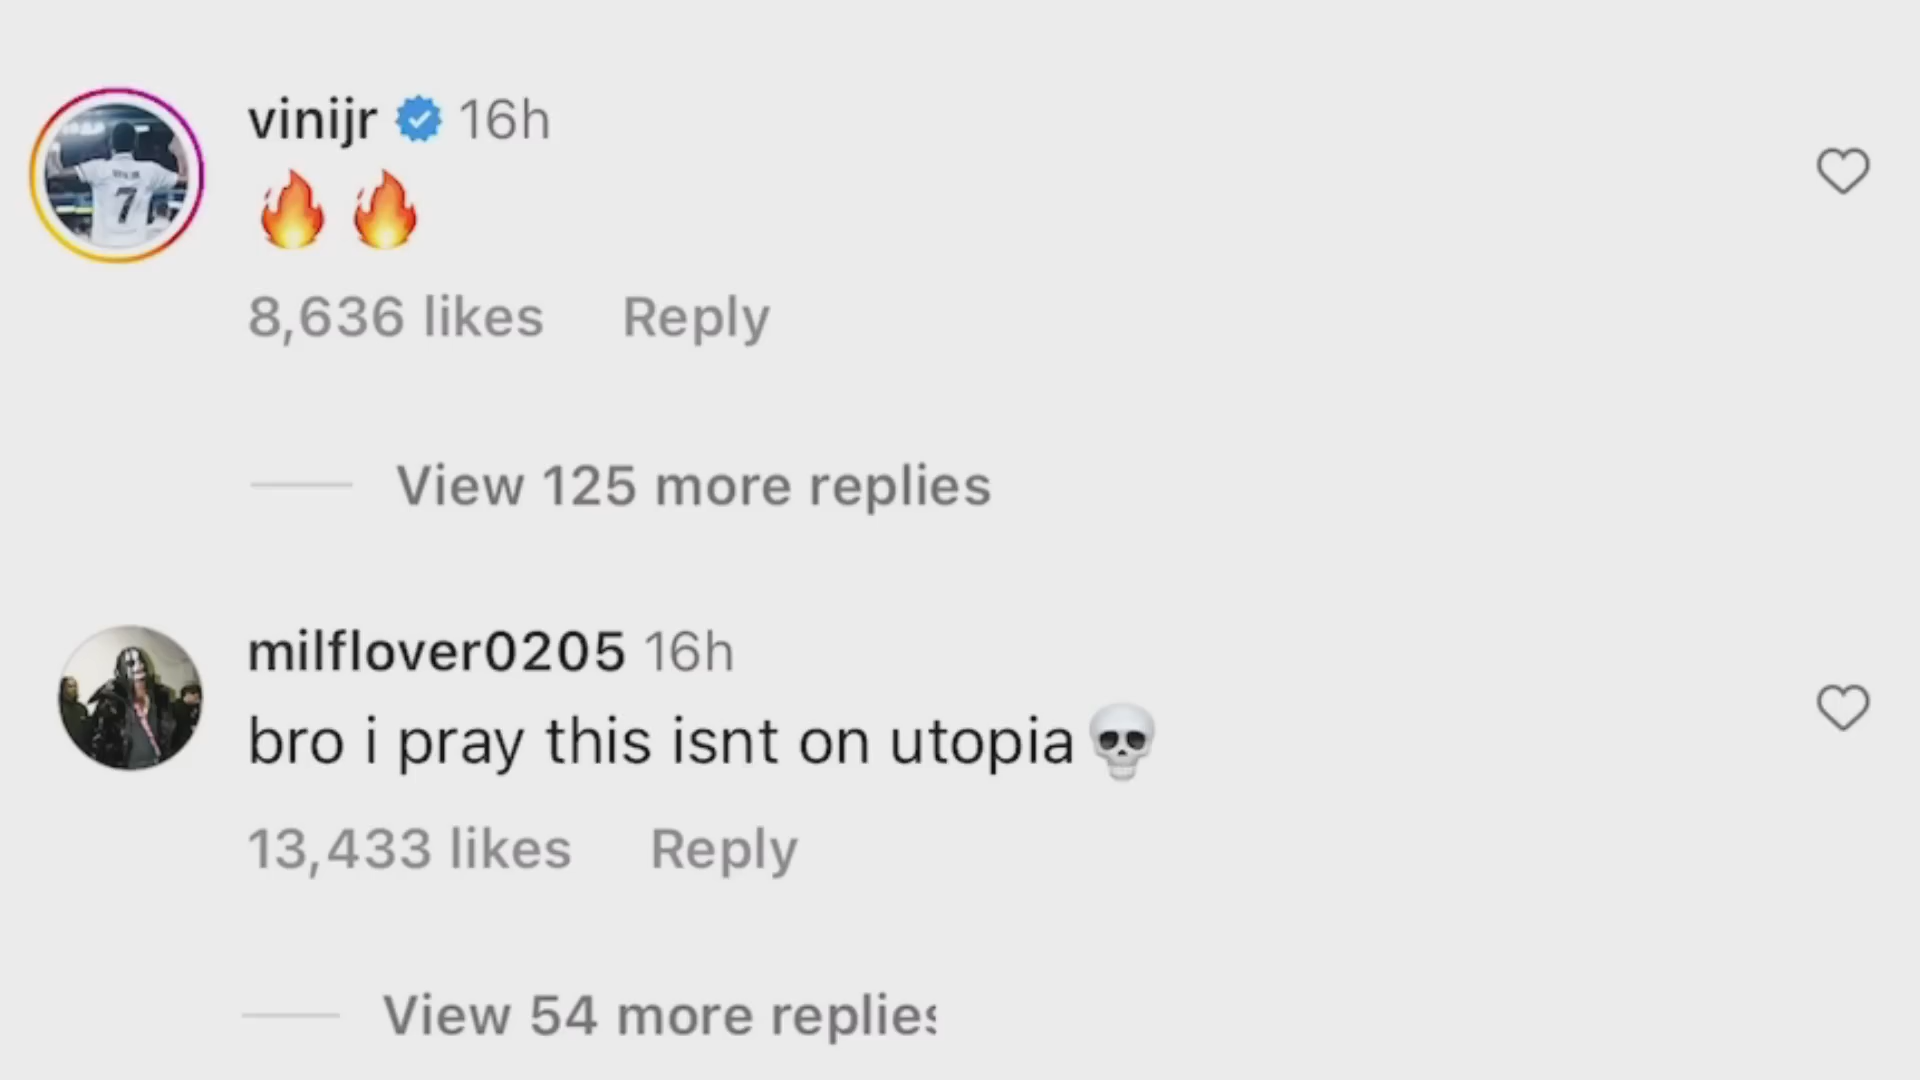 vinijr 16h
🔥 🔥
8,636 likes Reply
View 125 more replies
milflover0205 16h
bro i pray this isnt on utopia💀
13,433 likes Reply
View 54 more replies
7